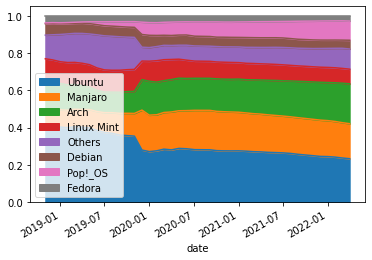 1.0
0.8
0.6
0.4
0.2
0.0
Ubuntu
Manjaro
Arch
Linux Mint
Others
Debian
Pop!_OS
Fedora
2019-01
2019-07
2020-01
2020-07
2021-01
2021-07
2022-01
date